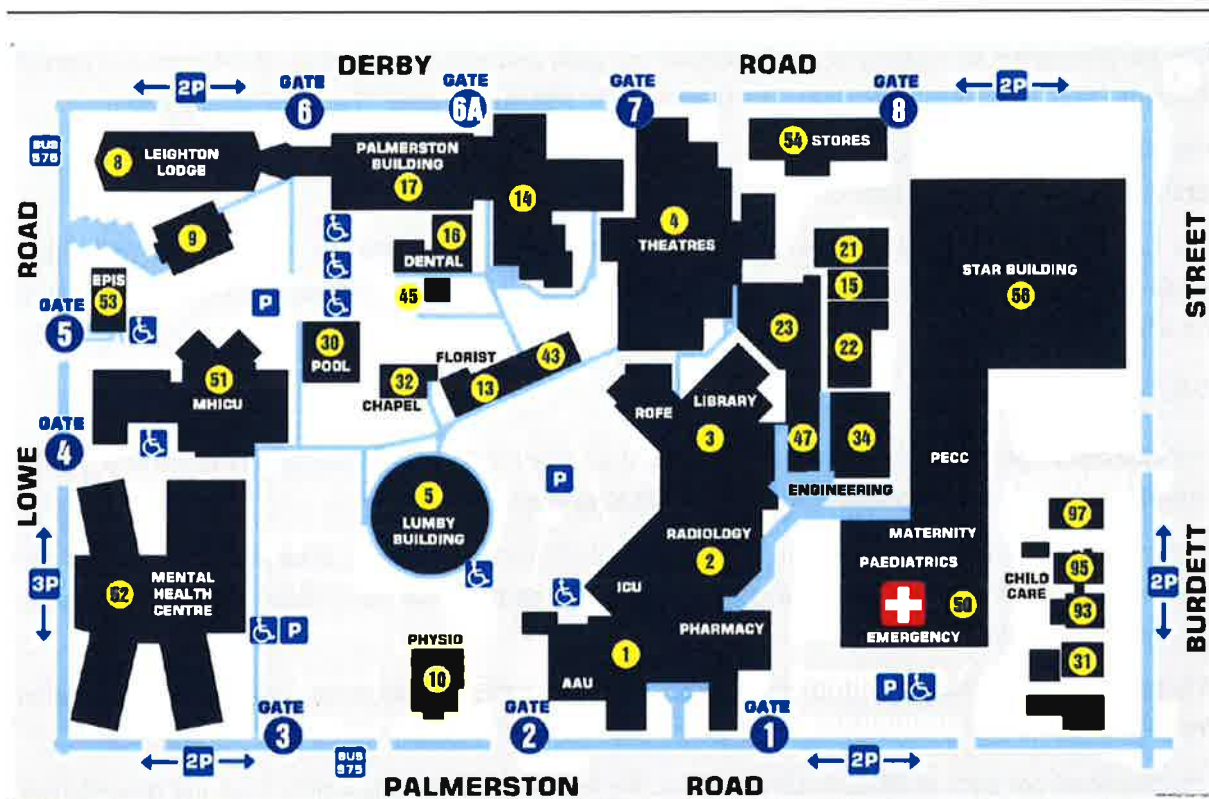 DERBY ROAD
2P
GATE
6
GATE
6A
GATE
7
8
2P
BUS
8
LEIGHTON
LODGE
PALMERSTON
BUILDING
17
14
54 STORES
4
THEATRES
9
16
DENTAL
45
21
15
22
23
STAR BUILDING
56
ROAD
STREET
EPIS
53
GATE
5
P
30
POOL
51
MHICU
32
CHAPEL
FLORIST
13
43
ROFE
LIBRARY
3
47
34
ENGINEERING
PECC
GATE
4
LOWE
5
LUMBY
BUILDING
P
RADIOLOGY
2
MATERNITY
PAEDIATRICS
50
EMERGENCY
CHILD
CARE
97
95
93
31
2P
BURDETT
3P
52
MENTAL
HEALTH
CENTRE
P
PHYSIO
10
ICU
PHARMACY
1
AAU
P
GATE
3
GATE
2
GATE
1
2P
BUS
2P
PALMERSTON ROAD